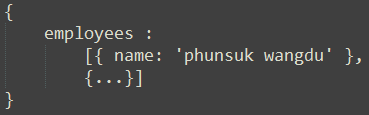 {
employees :
[{ name: 'phunsuk wangdu' },
{...}]
}